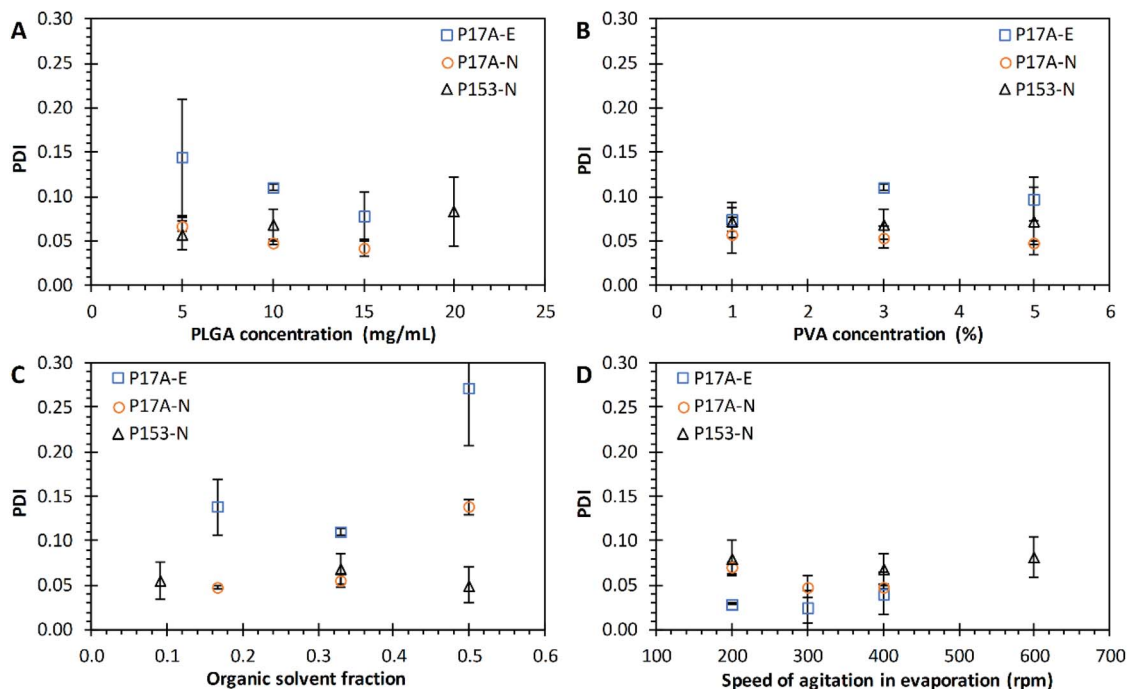 A
P17A-E
P17A-N
P153-N
PDI
0.30
0.25
0.20
0.15
0.10
0.05
0.00
0 5 10 15 20 25
PLGA concentration (mg/mL)
B
P17A-E
P17A-N
P153-N
PDI
0.30
0.25
0.20
0.15
0.10
0.05
0.00
0 1 2 3 4 5 6
PVA concentration (%)
C
P17A-E
P17A-N
P153-N
PDI
0.30
0.25
0.20
0.15
0.10
0.05
0.00
0.0 0.1 0.2 0.3 0.4 0.5 0.6
Organic solvent fraction
D
P17A-E
P17A-N
P153-N
PDI
0.30
0.25
0.20
0.15
0.10
0.05
0.00
100 200 300 400 500 600 700
Speed of agitation in evaporation (rpm)